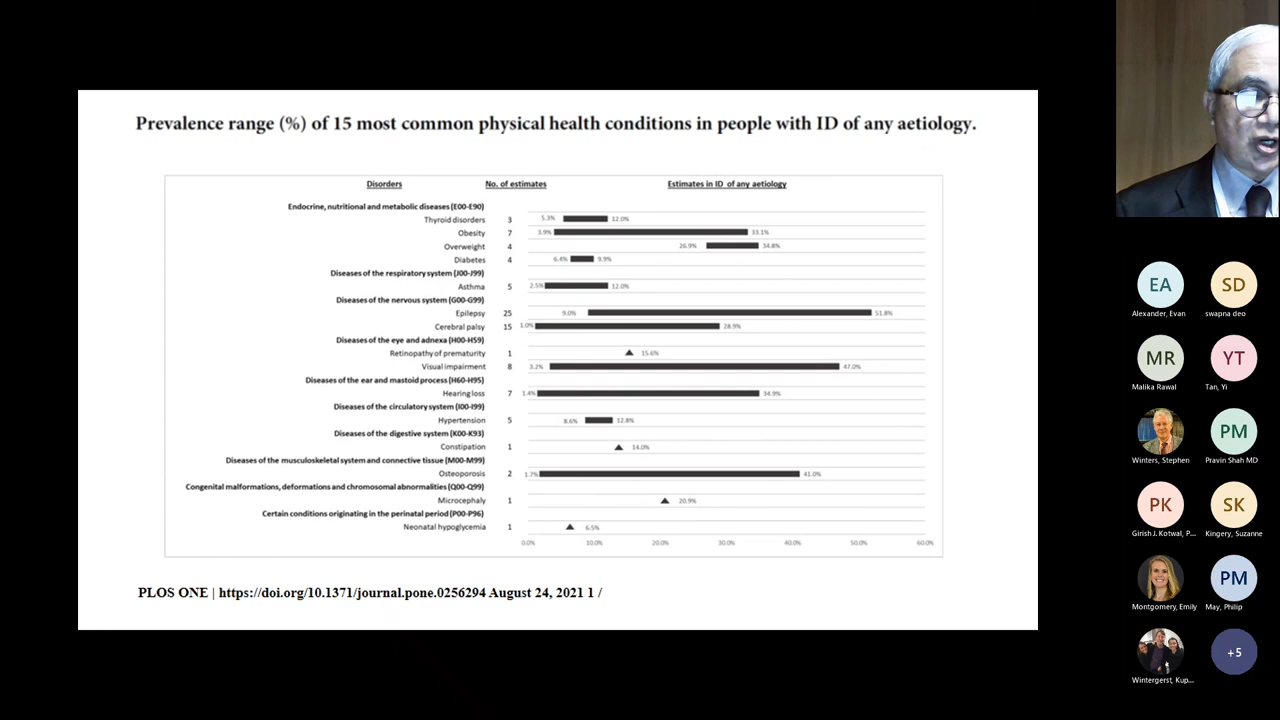 Prevalence range (%) of 15 most common physical health conditions in people with ID of any aetiology.
Disorders No. of estimates Estimates in ID of any aetiology
Endocrine, nutritional and metabolic diseases (E00-E90)
Thyroid disorders 3 5.3% 12.0%
Obesity 7 3.9% 33.1%
Overweight 4 26.9% 34.8%
Diabetes 4 6.4% 9.9%
Diseases of the respiratory system (J00-J99)
Asthma 5 2.5% 12.0%
Diseases of the nervous system (G00-G99)
Epilepsy 25 9.0% 51.8%
Cerebral palsy 15 1.0% 28.9%
Diseases of the eye and adnexa (H00-H59)
Retinopathy of prematurity 1 15.6%
Visual impairment 8 3.2% 47.0%
Diseases of the ear and mastoid process (H60-H95)
Hearing loss 7 1.4% 34.9%
Diseases of the circulatory system (I00-I99)
Hypertension 5 8.6% 12.8%
Diseases of the digestive system (K00-K93)
Constipation 1 14.0%
Diseases of the musculoskeletal system and connective tissue (M00-M99)
Osteoporosis 2 1.7% 41.0%
Congenital malformations, deformations and chromosomal abnormalities (Q00-Q99)
Microcephaly 1 20.9%
Certain conditions originating in the perinatal period (P00-P96)
Neonatal hypoglycemia 1 6.5%
0.0% 10.0% 20.0% 30.0% 40.0% 50.0% 60.0%
PLOS ONE | https://doi.org/10.1371/journal.pone.0256294 August 24, 2021 1 /
EA SD
Alexander, Evan swapna deo
MR YT
Malika Rawal Tan, Yi
PM
Winters, Stephen Pravin Shah MD
PK SK
Girish J. Kotwal, P... Kingery, Suzanne
PM
Montgomery, Emily May, Philip
+5
Wintergerst, Kup...